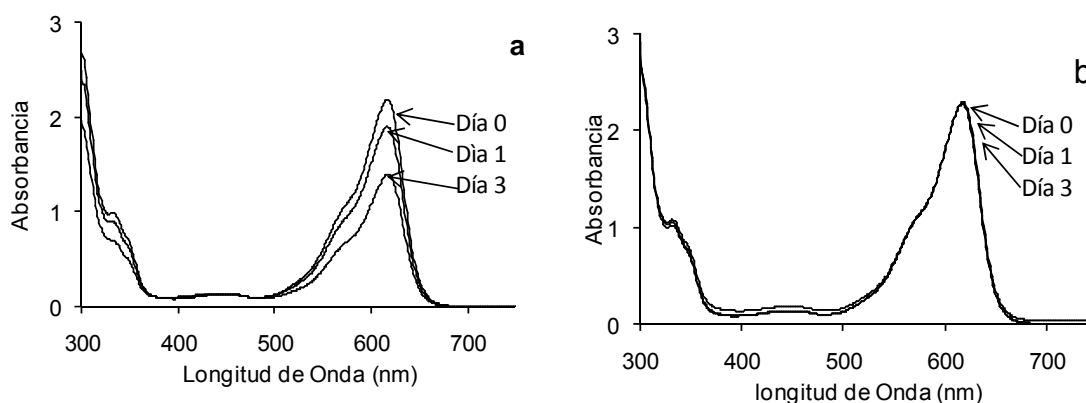 3
2
1
0
300 400 500 600 700
Absorbancia
Longitud de Onda (nm)
a
Día 0
Dìa 1
Día 3
3
2
1
0
300 400 500 600 700
Absorbancia
longitud de Onda (nm)
b
Día 0
Día 1
Día 3